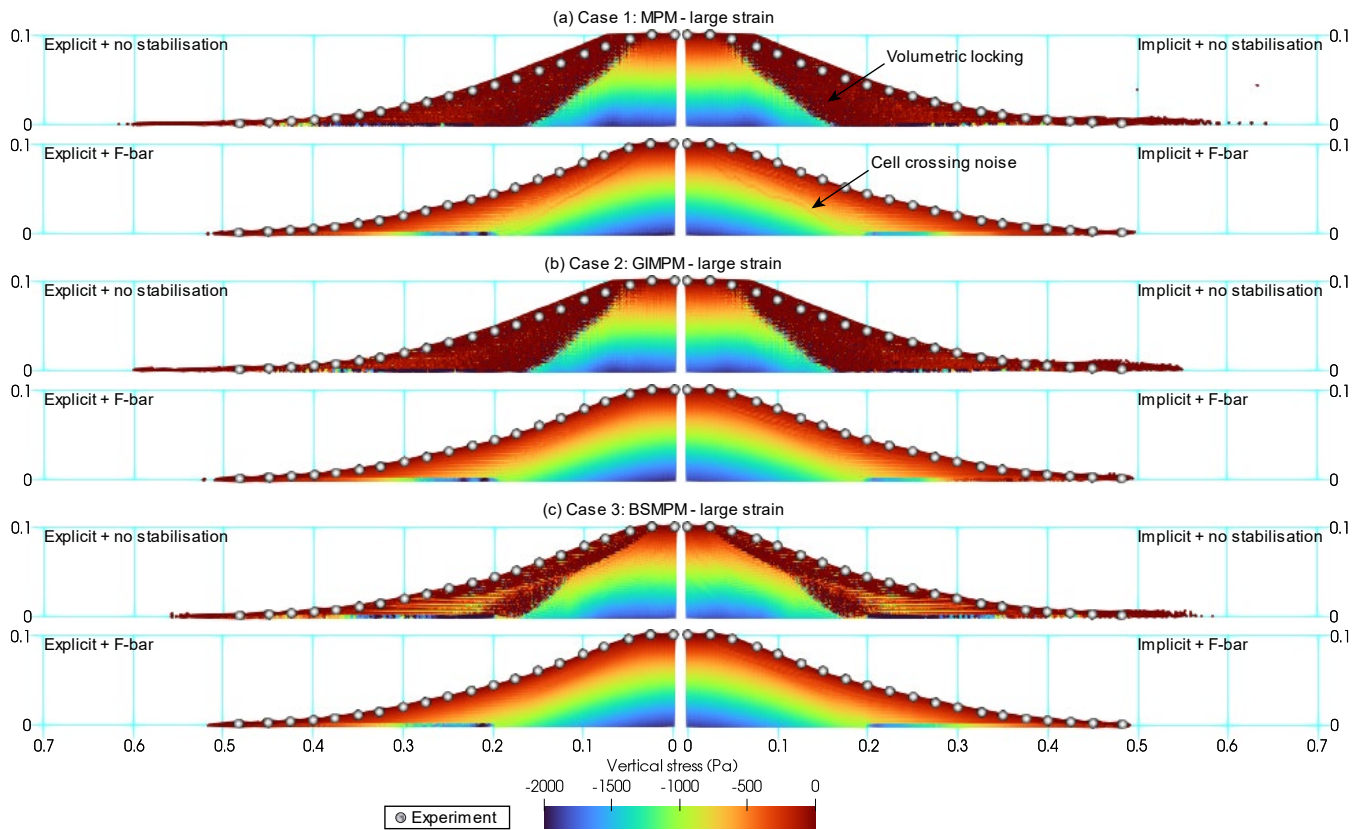 (a) Case 1: MPM - large strain
0.1 Explicit + no stabilisation Implicit + no stabilisation 0.1
Volumetric locking
0 0
0.1 Explicit + F-bar Implicit + F-bar 0.1
Cell crossing noise
0 0
(b) Case 2: GIMPM - large strain
0.1 Explicit + no stabilisation Implicit + no stabilisation 0.1
0 0
0.1 Explicit + F-bar Implicit + F-bar 0.1
0 0
(c) Case 3: BSMPM - large strain
0.1 Explicit + no stabilisation Implicit + no stabilisation 0.1
0 0
0.1 Explicit + F-bar Implicit + F-bar 0.1
0 0
0.7 0.6 0.5 0.4 0.3 0.2 0.1 0 0 0.1 0.2 0.3 0.4 0.5 0.6 0.7
Vertical stress (Pa)
-2000 -1500 -1000 -500 0
Experiment